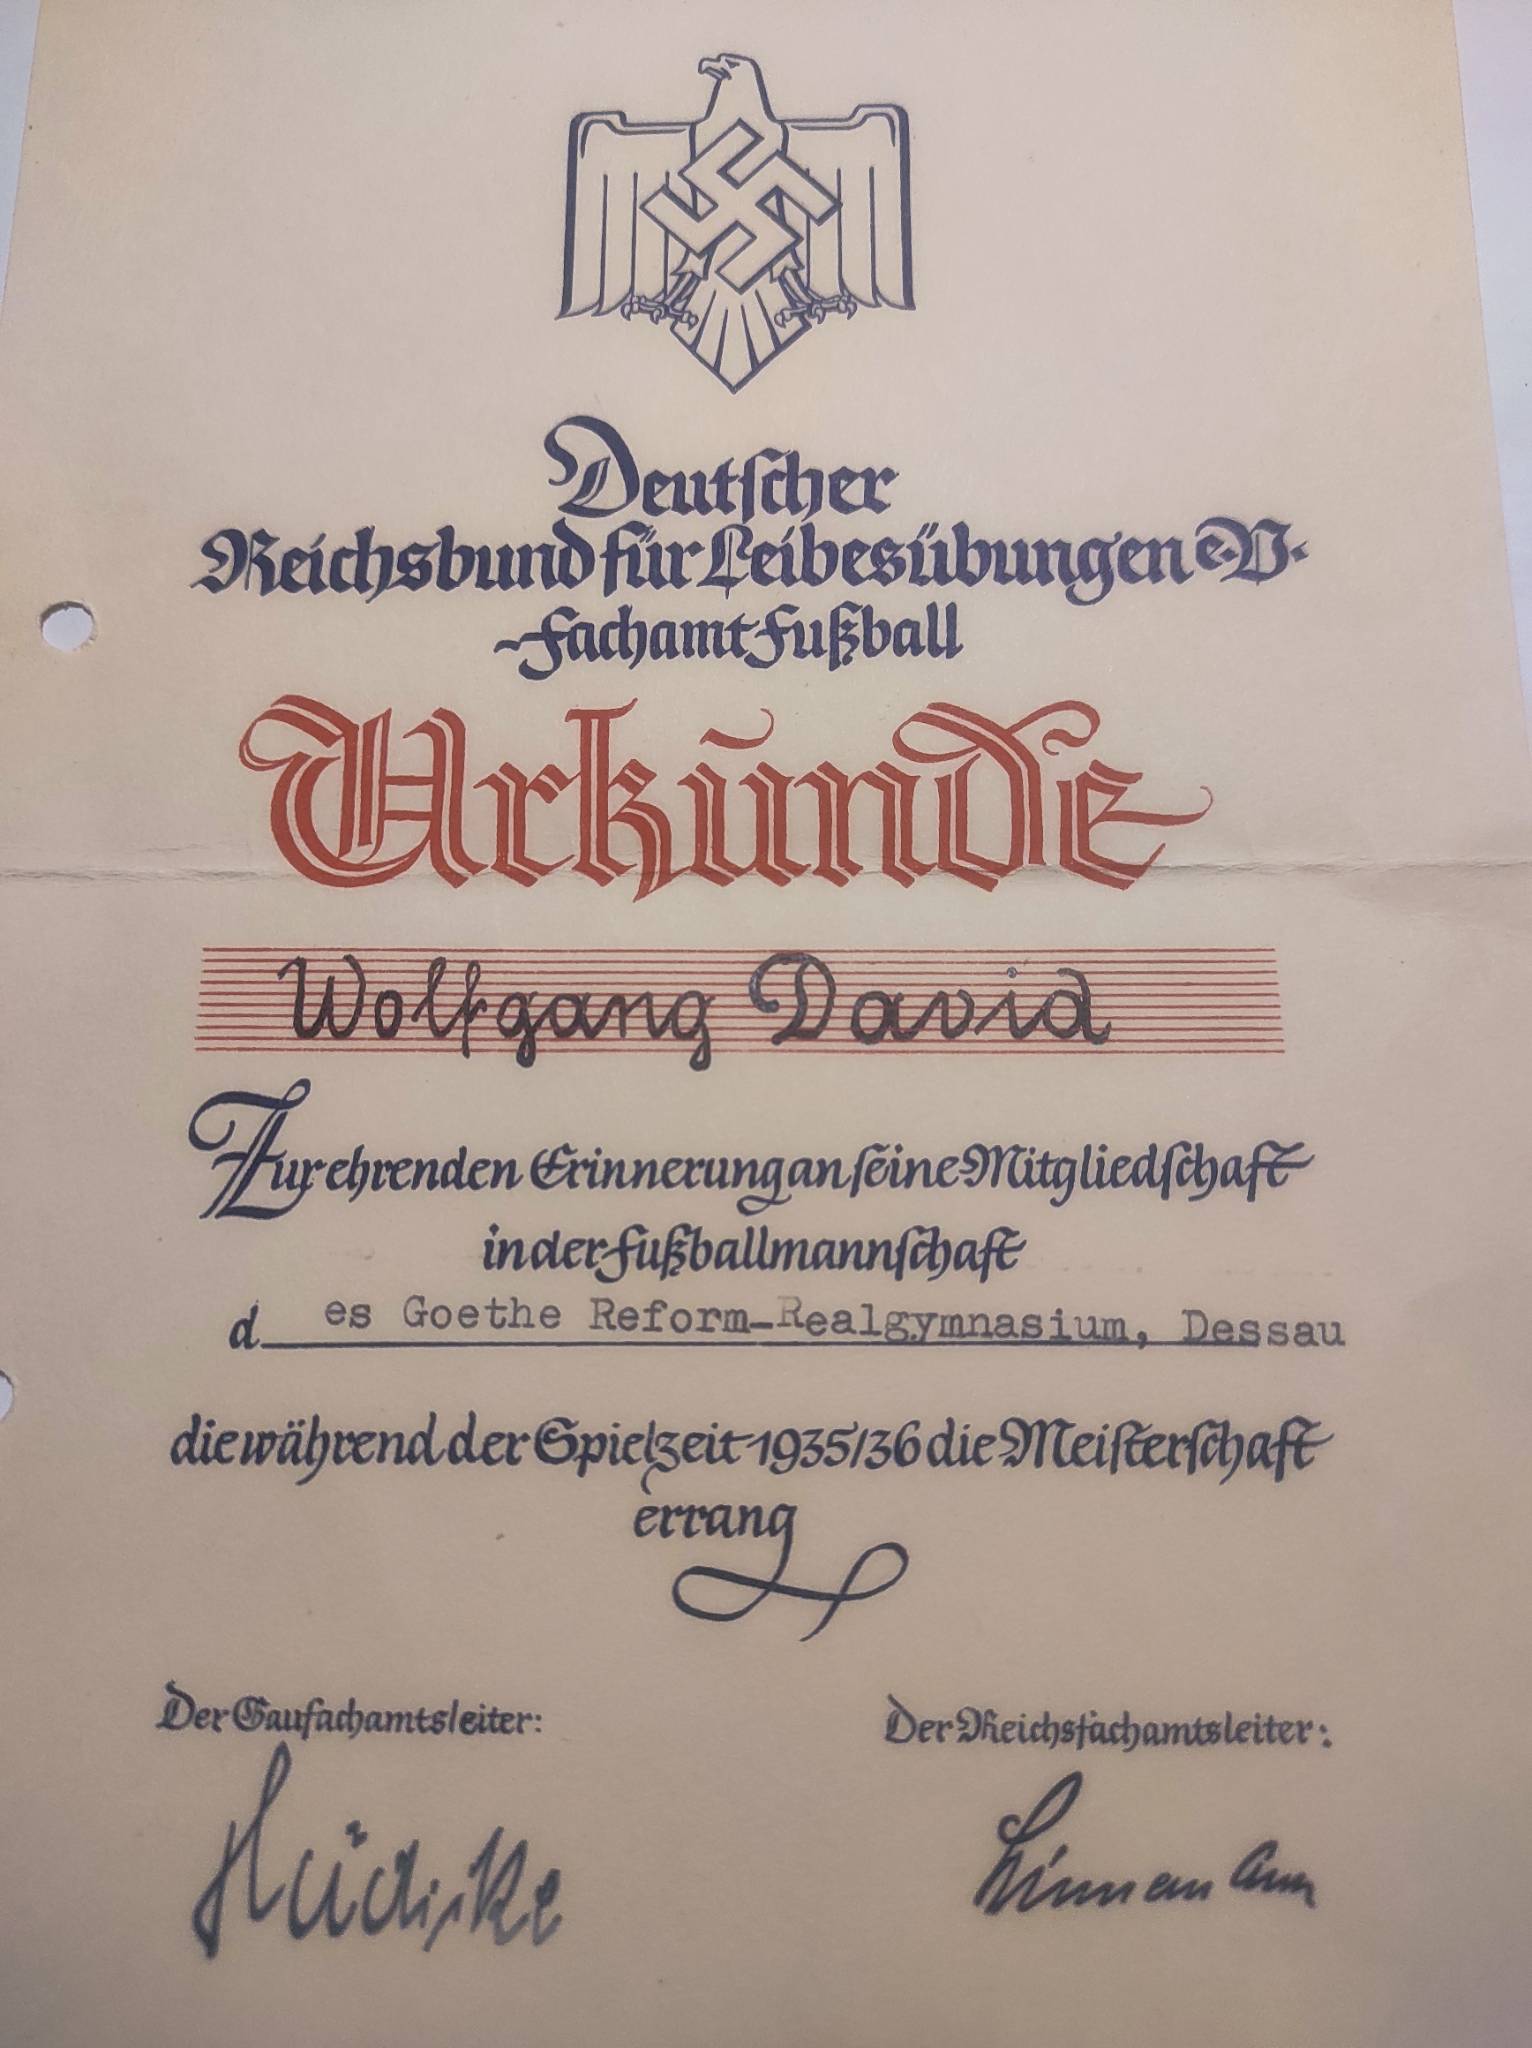 Deutscher
Reichsbund für Leibesübungen e.V.
-Fachamt Fußball
Urkunde
Wolfgang David
Zur ehrenden Erinnerung an seine Mitgliedschaft
in der Fußballmannschaft
des Goethe Reform-Realgymnasium, Dessau
die während der Spielzeit 1935/36 die Meisterschaft
errang
Der Gaufachamtsleiter: Der Reichsfachamtsleiter:
Linnemann